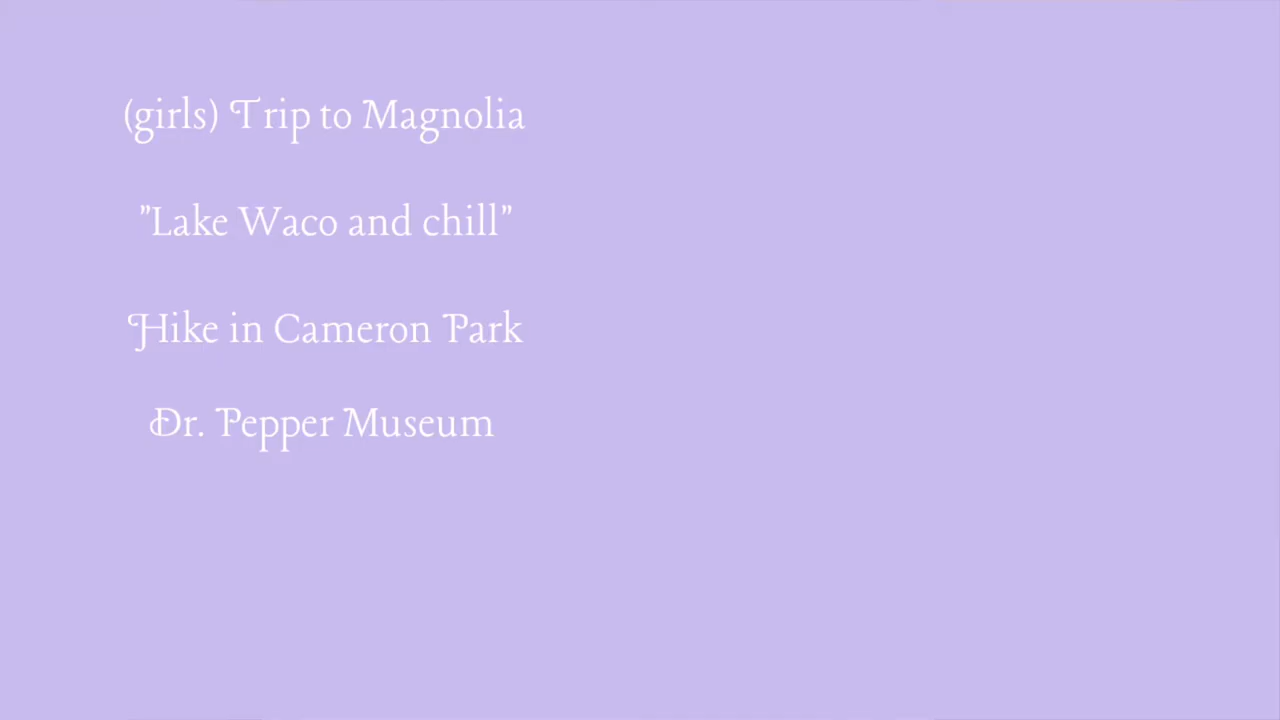 (girls) Trip to Magnolia
"Lake Waco and chill"
Hike in Cameron Park
Dr. Pepper Museum